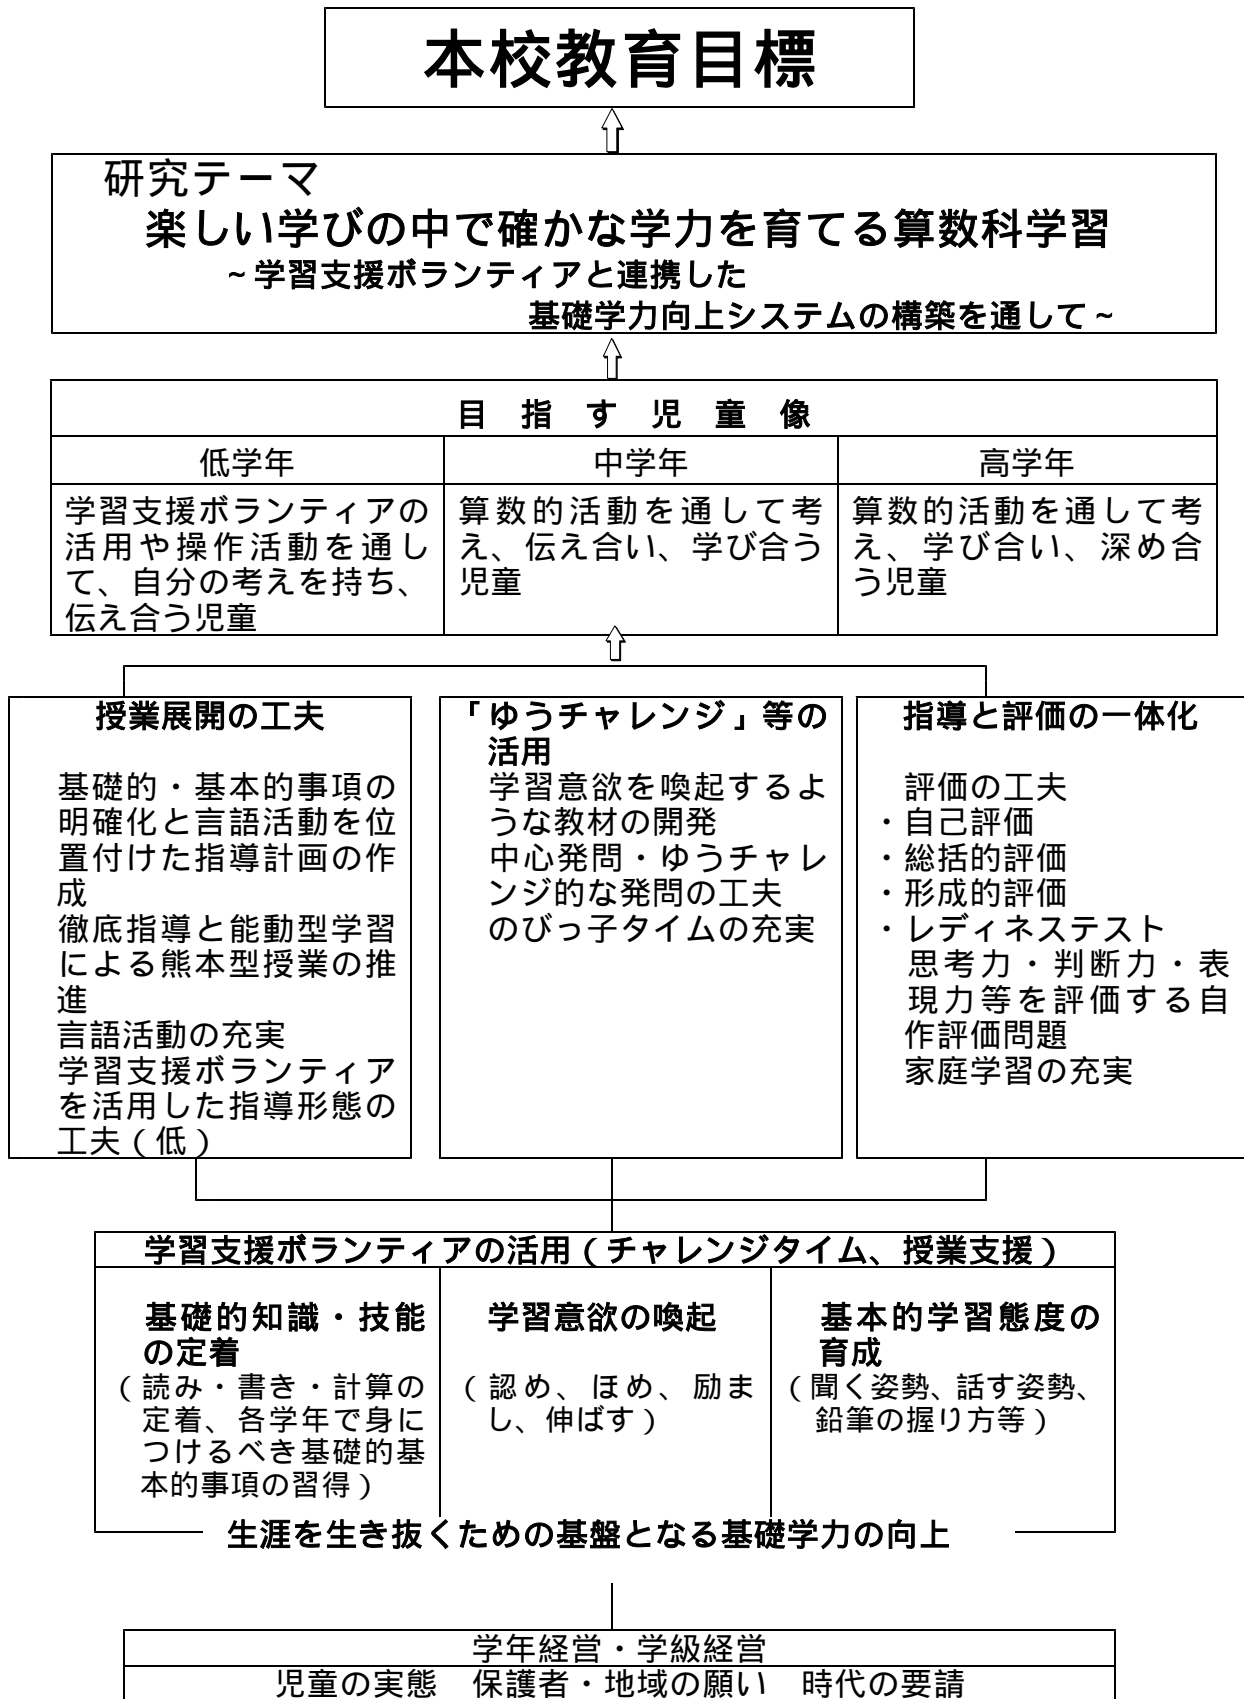 本校教育目標
研究テーマ
楽しい学びの中で確かな学力を育てる算数科学習
~学習支援ボランティアと連携した
基礎学力向上システムの構築を通して~
目 指 す 児 童 像
低学年
学習支援ボランティアの
活用や操作活動を通し
て、自分の考えを持ち、
伝え合う児童
中学年
算数的活動を通して考
え、伝え合い、学び合う
児童
高学年
算数的活動を通して考
え、学び合い、深め合
う児童
授業展開の工夫
基礎的・基本的事項の
明確化と言語活動を位
置付けた指導計画の作
成
徹底指導と能動型学習
による熊本型授業の推
進
言語活動の充実
学習支援ボランティア
を活用した指導形態の
工夫(低)
「ゆうチャレンジ」等の
活用
学習意欲を喚起するよ
うな教材の開発
中心発問・ゆうチャレ
ンジ的な発問の工夫
のびっ子タイムの充実
指導と評価の一体化
評価の工夫
・自己評価
・総括的評価
・形成的評価
・レディネステスト
思考力・判断力・表
現力等を評価する自
作評価問題
家庭学習の充実
学習支援ボランティアの活用(チャレンジタイム、授業支援)
基礎的知識・技能
の定着
(読み・書き・計算の
定着、各学年で身に
つけるべき基礎的基
本的事項の習得)
学習意欲の喚起
(認め、ほめ、励ま
し、伸ばす)
基本的学習態度の
育成
(聞く姿勢、話す姿勢、
鉛筆の握り方等)
生涯を生き抜くための基盤となる基礎学力の向上
学年経営・学級経営
児童の実態 保護者・地域の願い 時代の要請